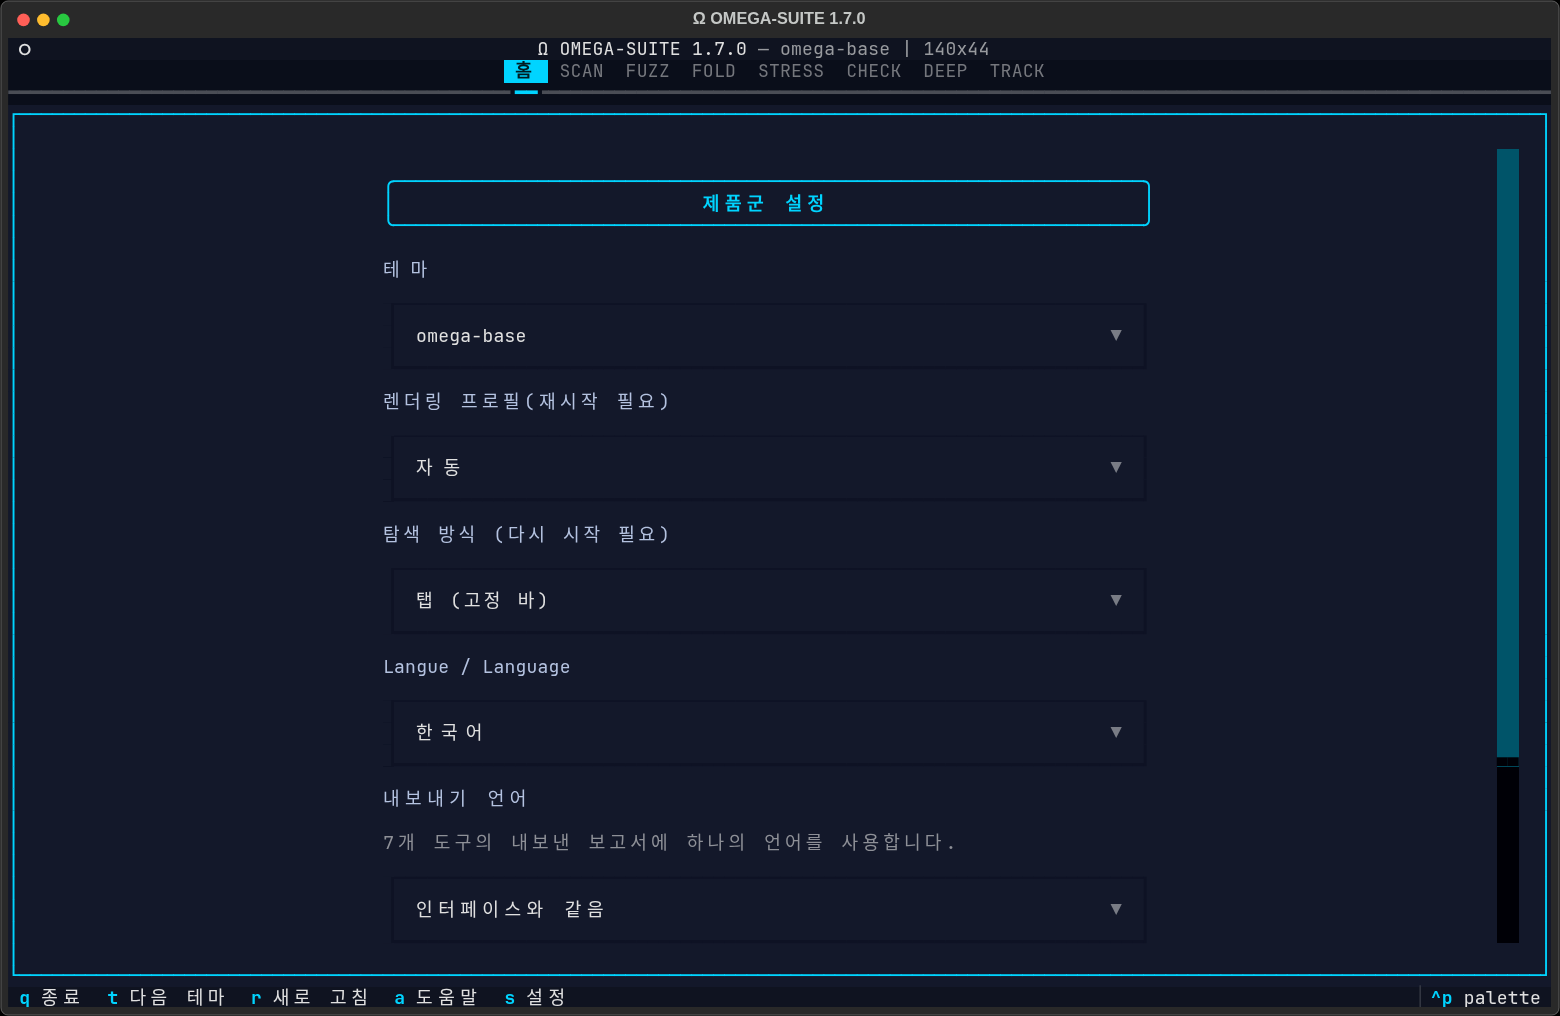 Ω OMEGA-SUITE 1.7.0
Ω OMEGA-SUITE 1.7.0 — omega-base | 140x44
홈 SCAN FUZZ FOLD STRESS CHECK DEEP TRACK
제품군 설정
테마
omega-base ▼
렌더링 프로필(재시작 필요)
자동 ▼
탐색 방식 (다시 시작 필요)
탭 (고정 바) ▼
Langue / Language
한국어 ▼
내보내기 언어
7개 도구의 내보낸 보고서에 하나의 언어를 사용합니다.
인터페이스와 같음 ▼
q 종료 t 다음 테마 r 새로 고침 a 도움말 s 설정 ^p palette